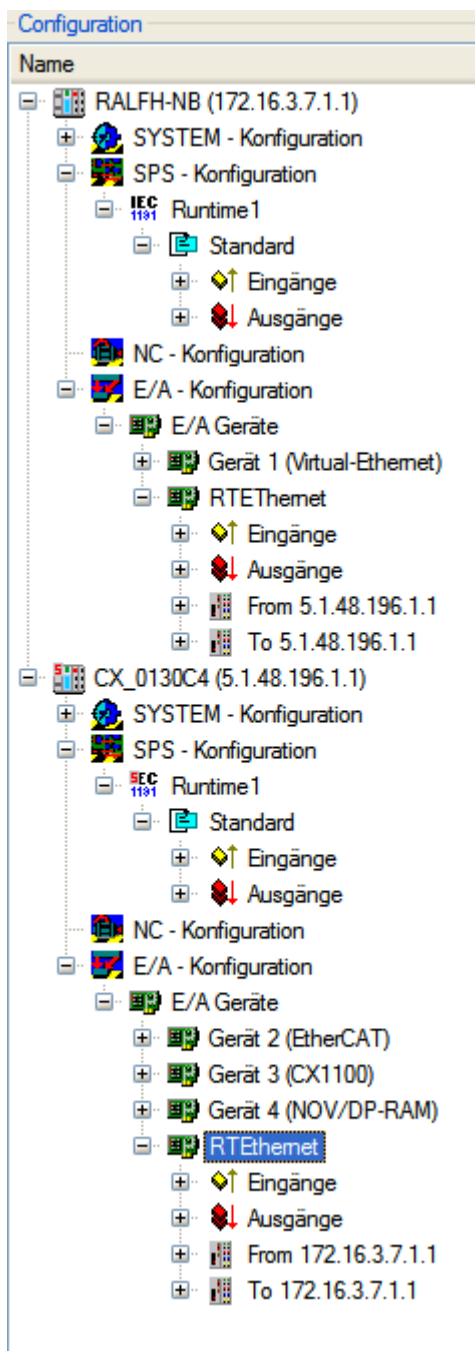 Configuration
Name
RALFH-NB (172.16.3.7.1.1)
SYSTEM - Konfiguration
SPS - Konfiguration
IEC 1131 Runtime1
Standard
Eingänge
Ausgänge
NC - Konfiguration
E/A - Konfiguration
E/A Geräte
Gerät 1 (Virtual-Ethernet)
RTEThernet
Eingänge
Ausgänge
From 5.1.48.196.1.1
To 5.1.48.196.1.1
CX_0130C4 (5.1.48.196.1.1)
SYSTEM - Konfiguration
SPS - Konfiguration
SEC 1131 Runtime1
Standard
Eingänge
Ausgänge
NC - Konfiguration
E/A - Konfiguration
E/A Geräte
Gerät 2 (EtherCAT)
Gerät 3 (CX1100)
Gerät 4 (NOV/DP-RAM)
RTEthernet
Eingänge
Ausgänge
From 172.16.3.7.1.1
To 172.16.3.7.1.1